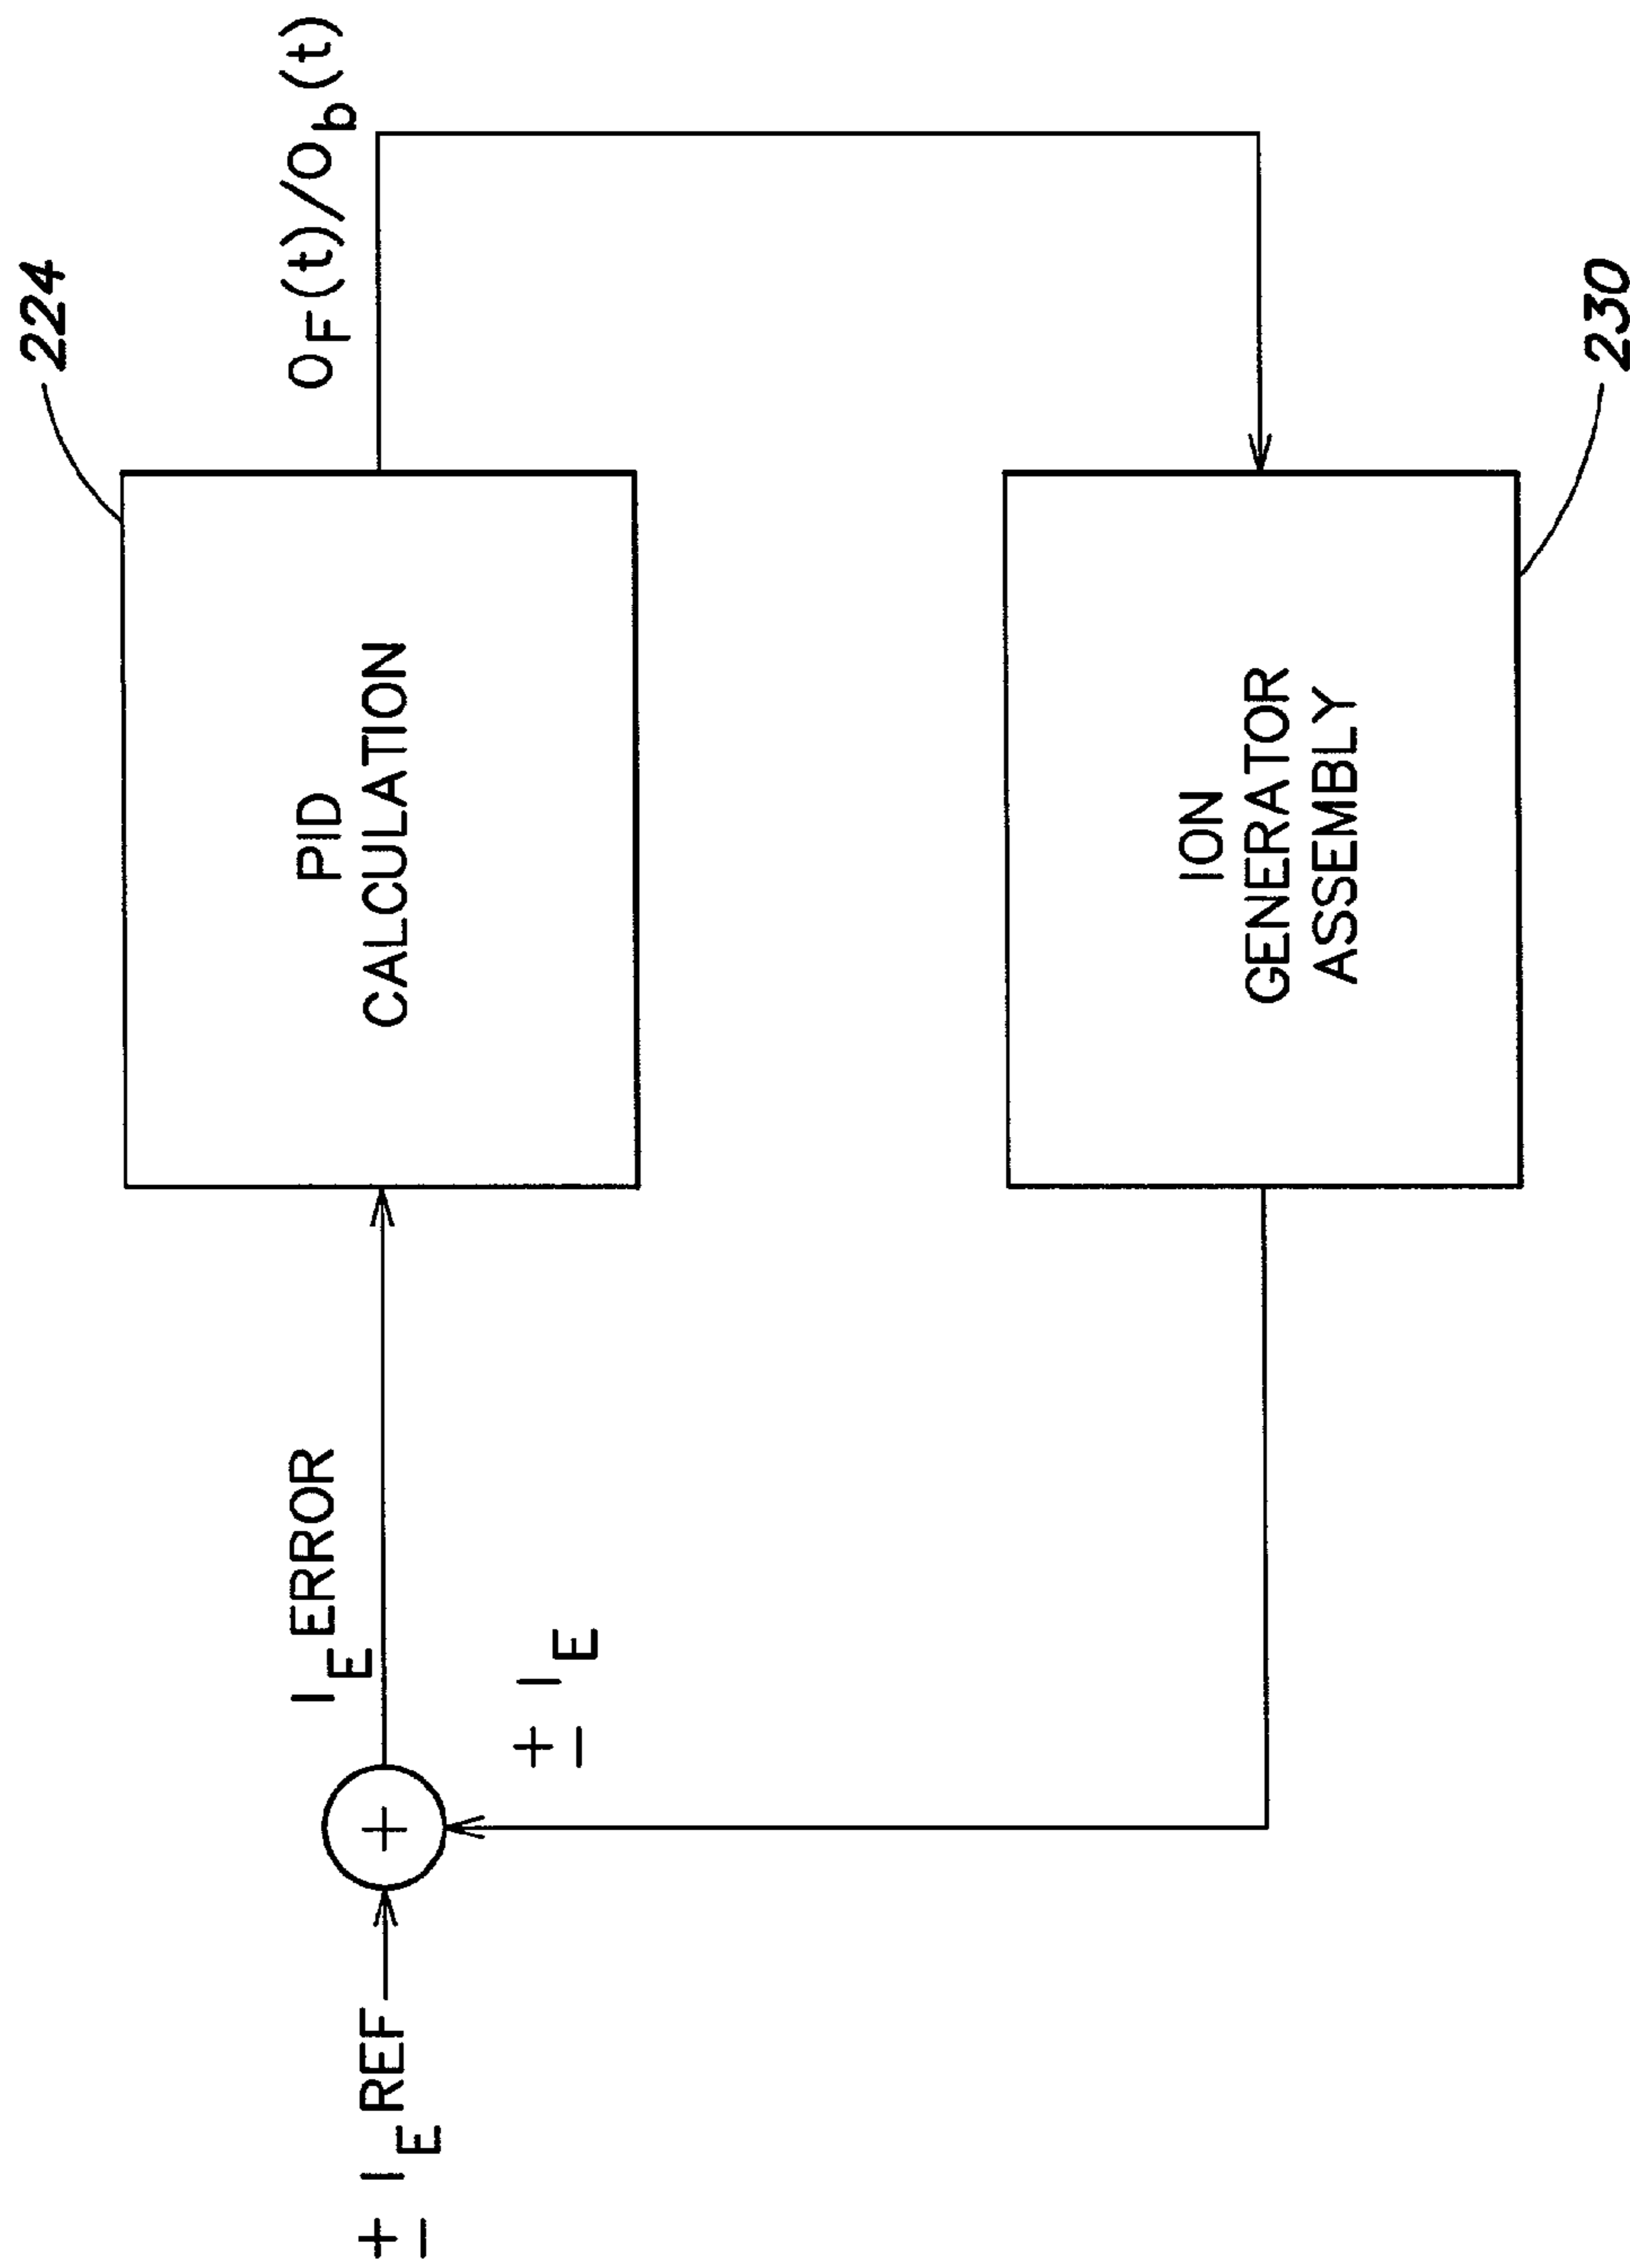 224
O_F(t)/O_b(t)
PID
CALCULATION
I_E ERROR
+
± I_E REF
± I_E
ION
GENERATOR
ASSEMBLY
230